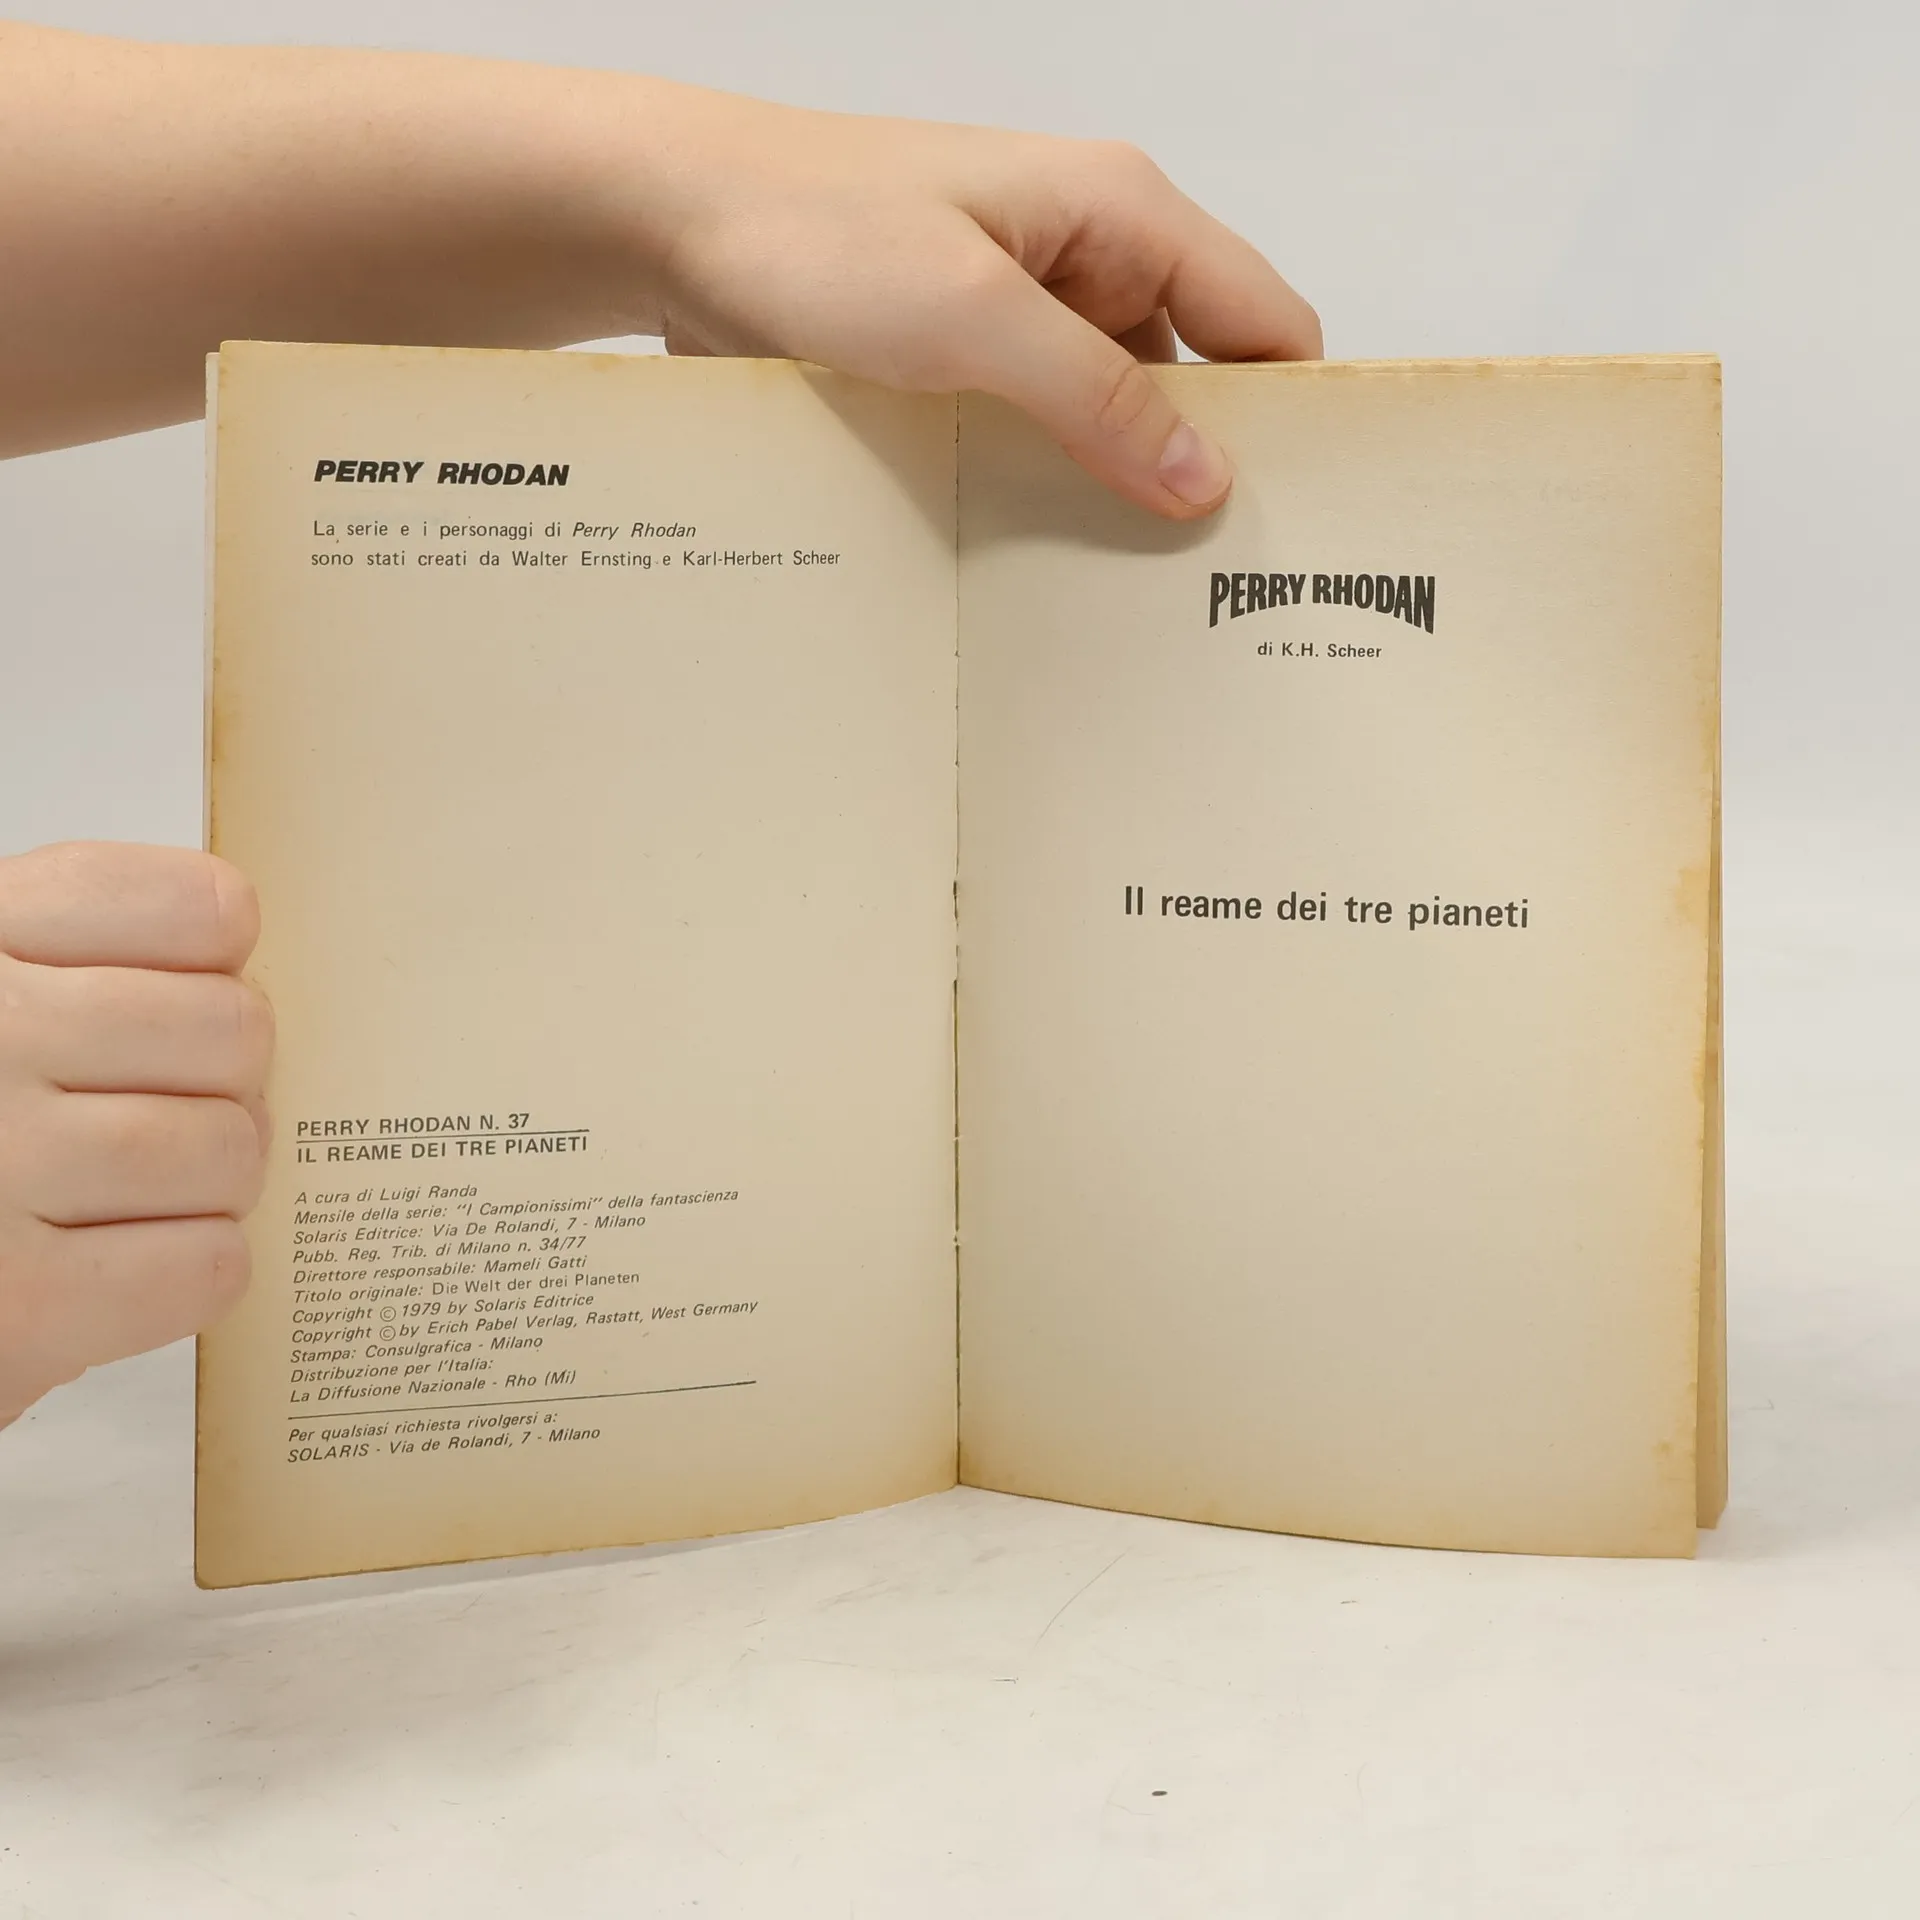 PERRY RHODAN
La serie e i personaggi di Perry Rhodan
sono stati creati da Walter Ernsting e Karl-Herbert Scheer
PERRY RHODAN N. 37
IL REAME DEI TRE PIANETI
A cura di Luigi Randa
Mensile della serie: "I Campionissimi" della fantascienza
Solaris Editrice: Via De Rolandi, 7 - Milano
Pubb. Reg. Trib. di Milano n. 34/77
Direttore responsabile: Mameli Gatti
Titolo originale: Die Welt der drei Planeten
Copyright © 1979 by Solaris Editrice
Copyright © by Erich Pabel Verlag, Rastatt, West Germany
Stampa: Consulgrafica - Milano
Distribuzione per l'Italia:
La Diffusione Nazionale - Rho (Mi)
Per qualsiasi richiesta rivolgersi a:
SOLARIS - Via de Rolandi, 7 - Milano
PERRY RHODAN
di K.H. Scheer
Il reame dei tre pianeti